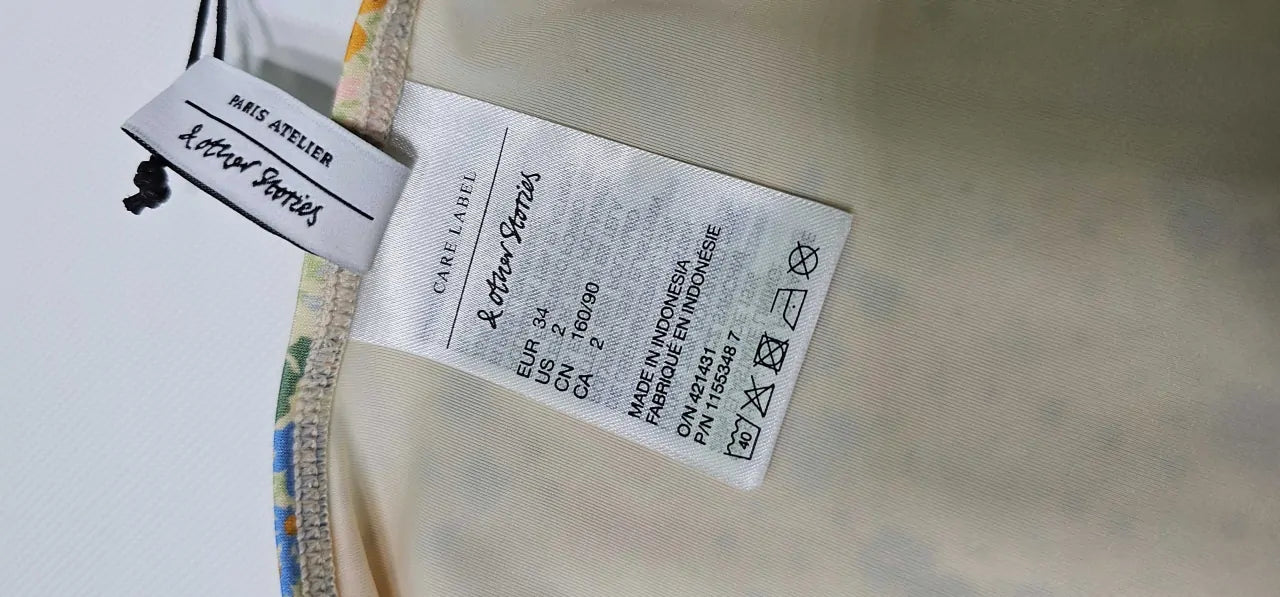 PARIS ATELIER
& other Stories
CARE LABEL
& other Stories
EUR 34
US 2
CN 160/90
CA 2
MADE IN INDONESIA
FABRIQUÉ EN INDONÉSIE
O/N 421431
P/N 1155348 7
40